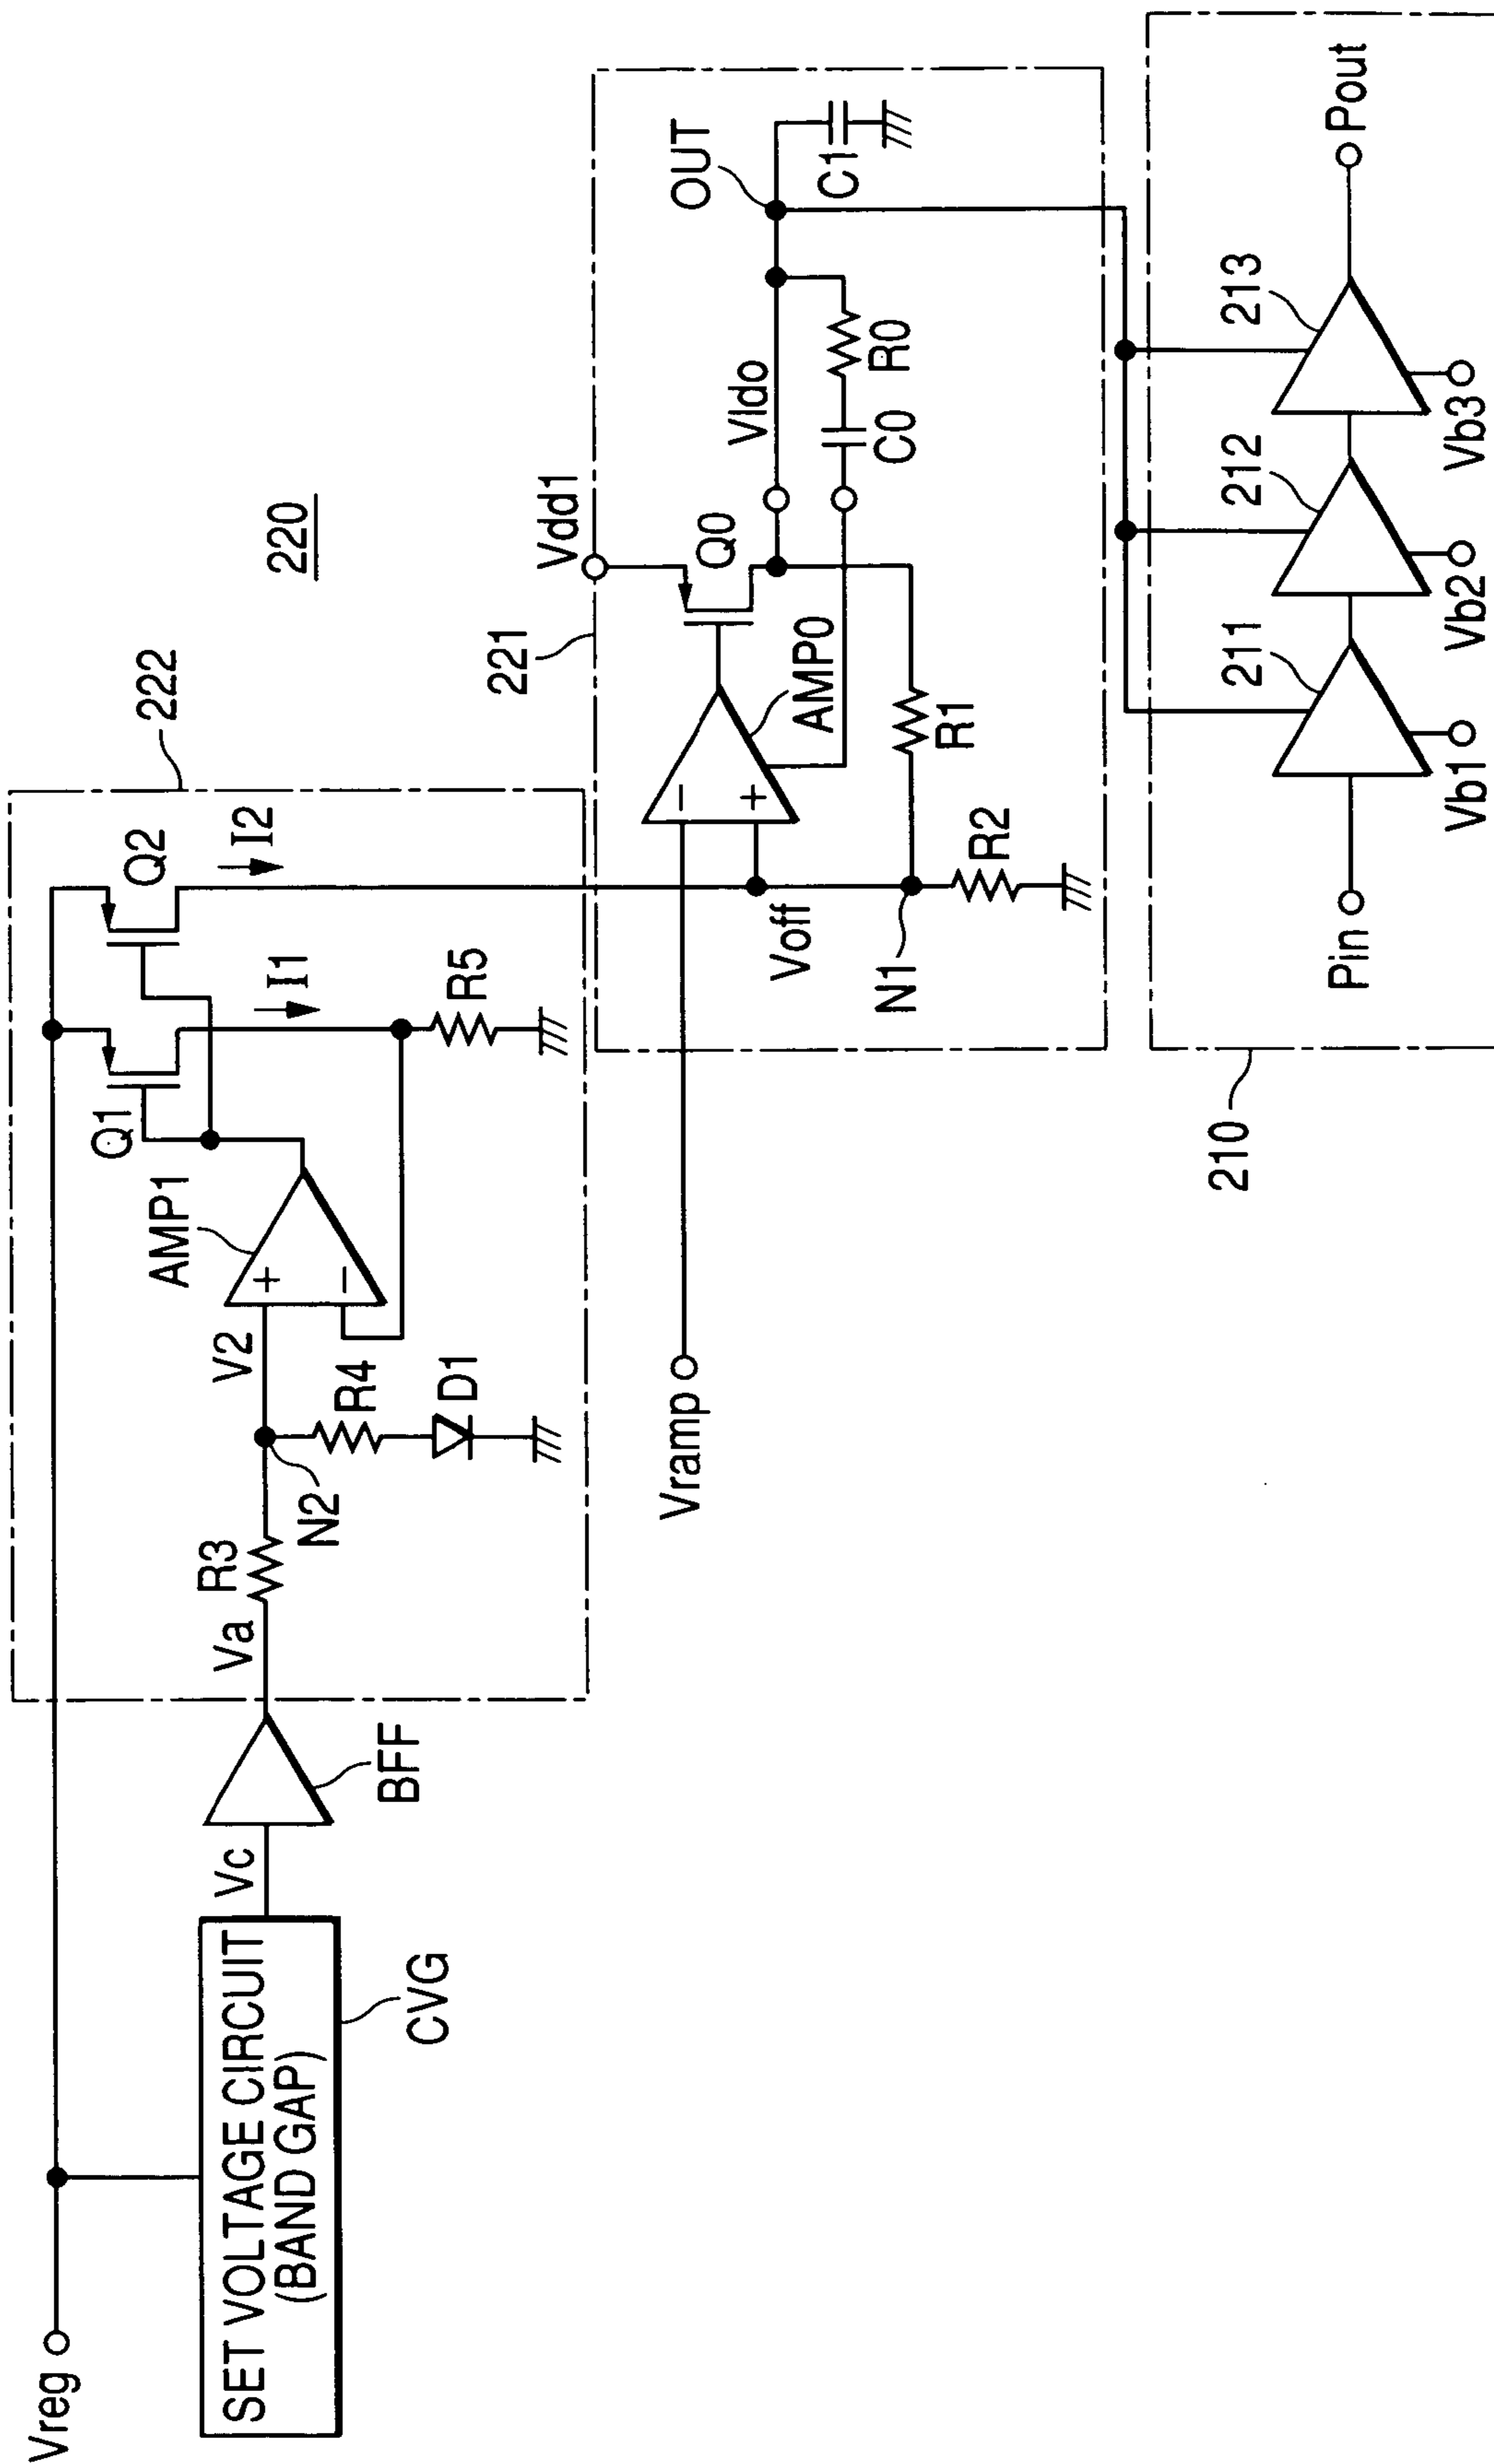 220
222
Vreg
SET VOLTAGE CIRCUIT
(BAND GAP)
CVG
Vc
BFF
Va
R3
N2
V2
R4
D1
AMP1
Q1
Q2
I1
I2
R5
221
Vdd1
Q0
Vramp
AMP0
Voff
N1
R1
R2
Vldo
C0
R0
OUT
C1
210
Pin
211
212
213
Vb1
Vb2
Vb3
Pout
+
−
−
+